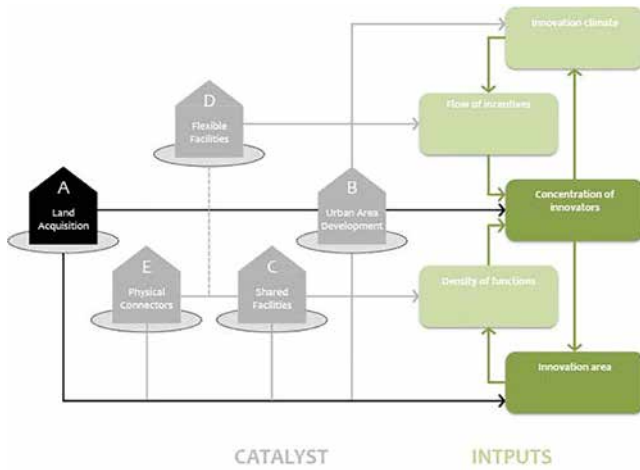 Innovation climate
D
Flexible
Facilities
Flow of incentives
A
Land
Acquisition
B
Urban Area
Development
Concentration of
innovators
E
Physical
Connectors
C
Shared
Facilities
Density of functions
Innovation area
CATALYST
INTPUTS